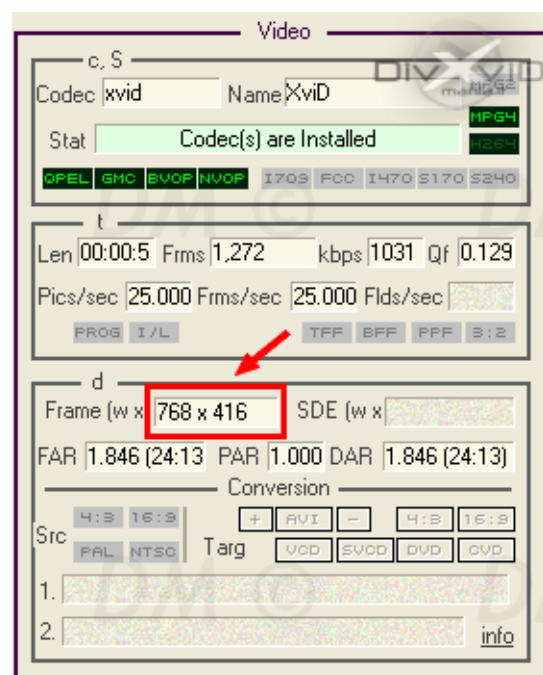 Video
c, S
DIVXVID
Codec xvid Name XviD
MPG4
Stat Codec(s) are Installed
H264
QPEL GMC BVOP NVOP I709 FCC I470 S170 S240
t
Len 00:00:5 Frms 1,272 kbps 1031 Qf 0.129
Pics/sec 25.000 Frms/sec 25.000 Flds/sec
PROG I/L TFF BFF PPF 3:2
d
Frame (w x 768 x 416 SDE (w x
FAR 1.846 (24:13 PAR 1.000 DAR 1.846 (24:13)
Conversion
4:3 16:9 + AVI - 4:3 16:9
Src PAL NTSC Targ VCD SVCD DVD CVD
1.
2. info
DM ©